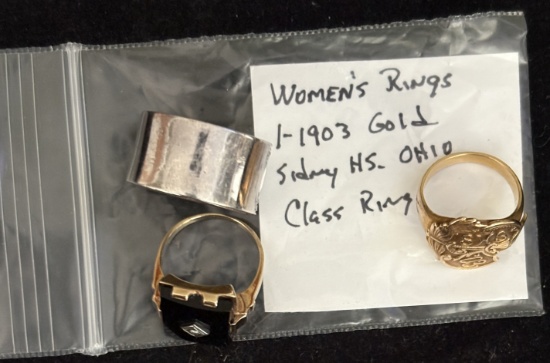 Women's Rings
1-1903 Gold
Sidney HS. OHIO
Class Ring